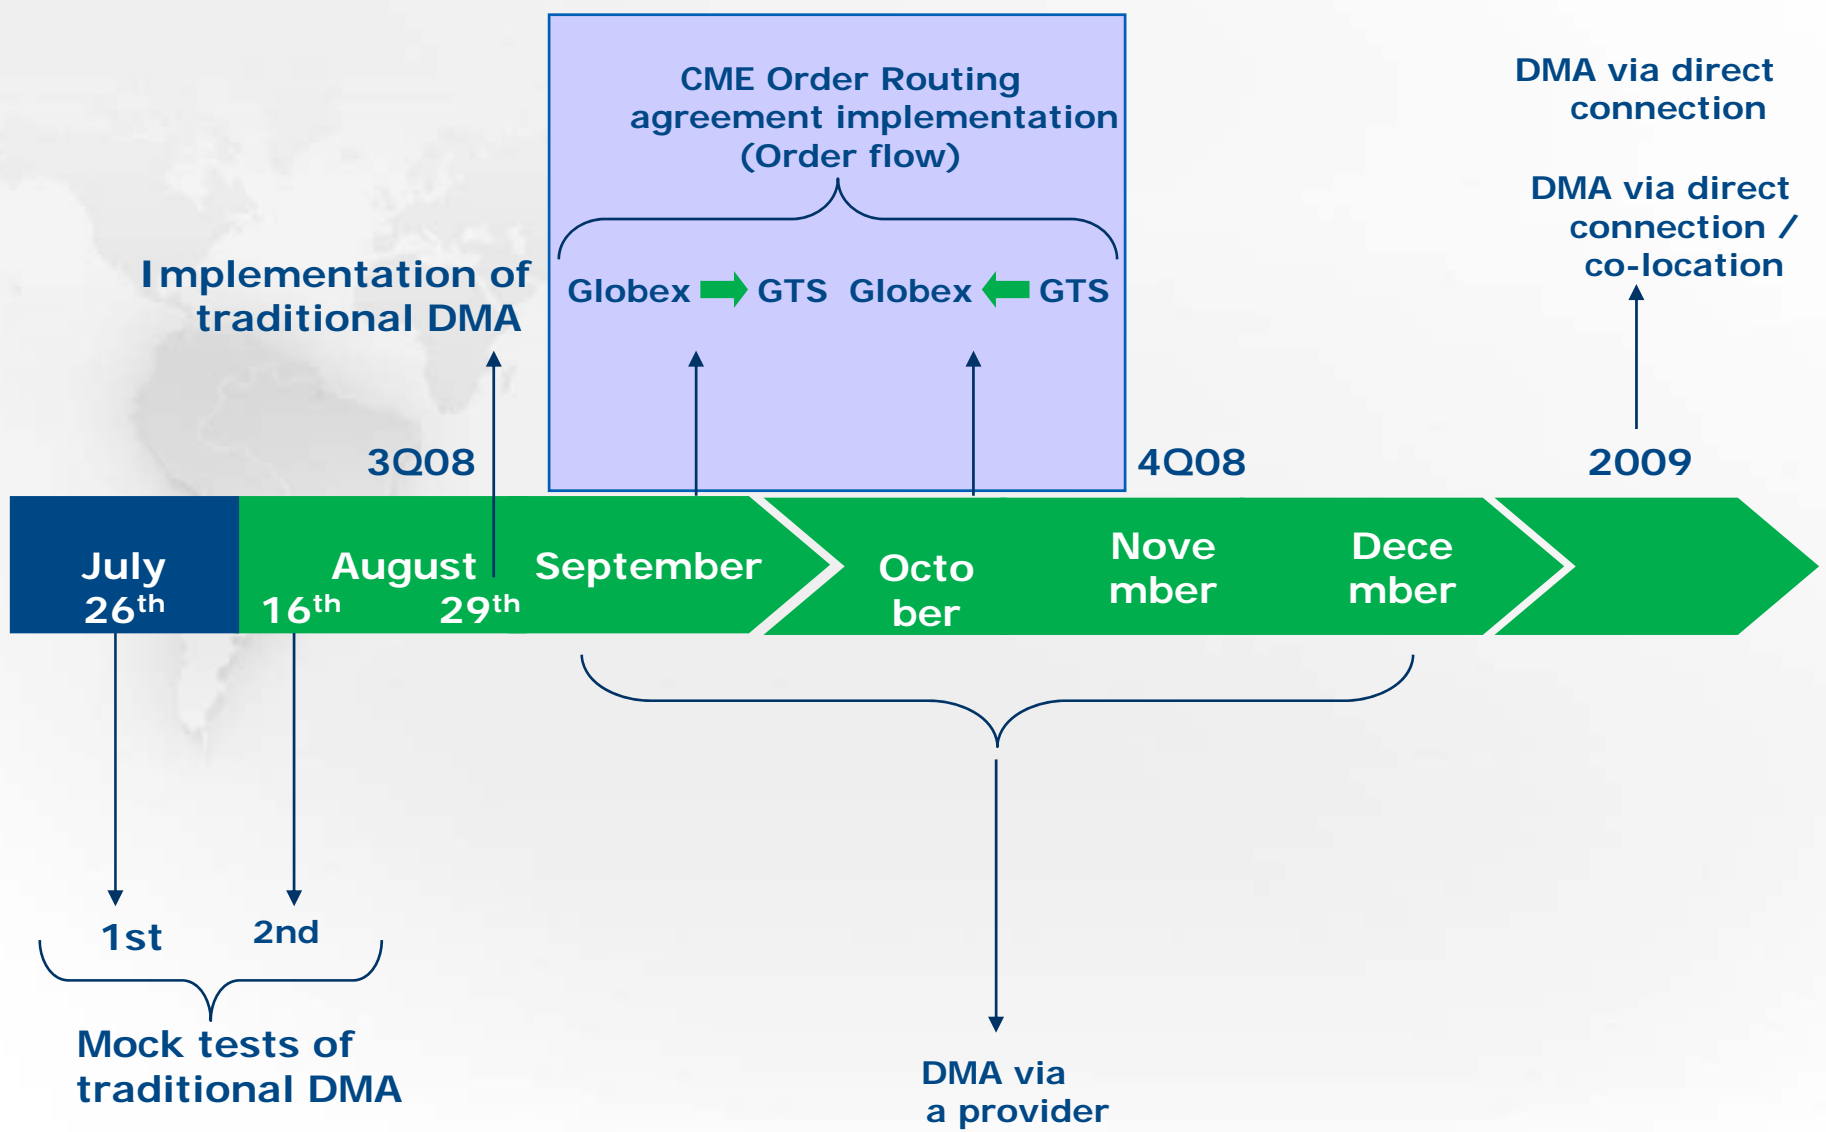 CME Order Routing
agreement implementation
(Order flow)
DMA via direct
connection
DMA via direct
connection /
co-location
Implementation of
traditional DMA
Globex GTS Globex GTS
3Q08
4Q08
2009
July
26th
August
16th 29th
September
Octo
ber
Nove
mber
Dece
mber
1st
2nd
Mock tests of
traditional DMA
DMA via
a provider